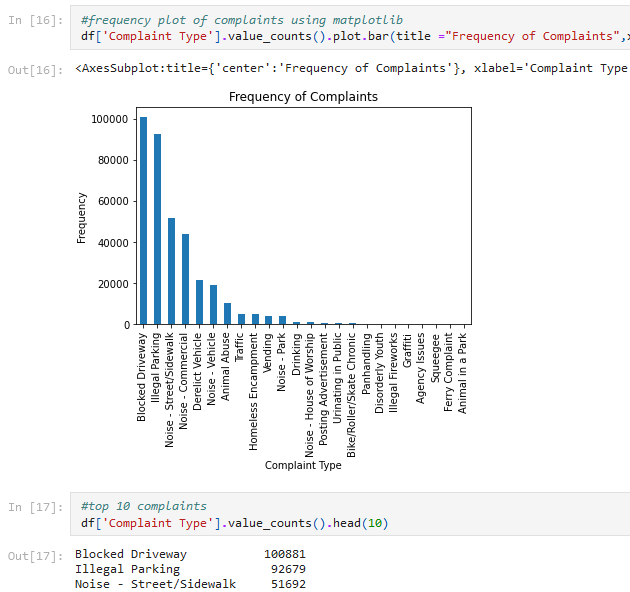 In [16]:
#frequency plot of complaints using matplotlib
df['Complaint Type'].value_counts().plot.bar(title ="Frequency of Complaints",x
Out[16]:
<AxesSubplot:title={'center':'Frequency of Complaints'}, xlabel='Complaint Type
Frequency of Complaints
100000
80000
60000
40000
20000
0
Frequency
Blocked Driveway
Illegal Parking
Noise - Street/Sidewalk
Noise - Commercial
Derelict Vehicle
Noise - Vehicle
Animal Abuse
Traffic
Homeless Encampment
Vending
Noise - Park
Drinking
Noise - House of Worship
Posting Advertisement
Urinating in Public
Bike/Roller/Skate Chronic
Panhandling
Disorderly Youth
Illegal Fireworks
Graffiti
Agency Issues
Squeegee
Ferry Complaint
Animal in a Park
Complaint Type
In [17]:
#top 10 complaints
df['Complaint Type'].value_counts().head(10)
Out[17]:
Blocked Driveway 100881
Illegal Parking 92679
Noise - Street/Sidewalk 51692